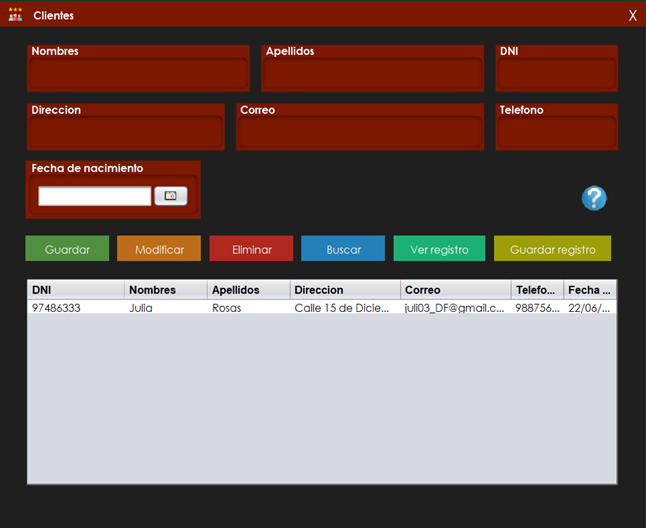 Clientes X
Nombres Apellidos DNI
Direccion Correo Telefono
Fecha de nacimiento
?
Guardar Modificar Eliminar Buscar Ver registro Guardar registro
DNI Nombres Apellidos Direccion Correo Telefo... Fecha ...
97486333 Julia Rosas Calle 15 de Dicie... juli03_DF@gmail.c... 988756... 22/06/...